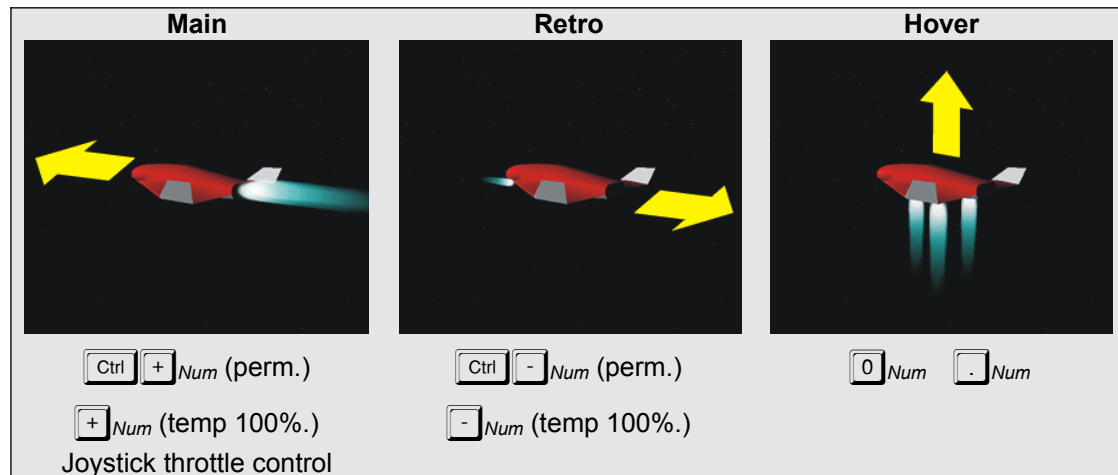 Main Retro Hover
Ctrl + Num (perm.) Ctrl - Num (perm.) 0 Num . Num
+ Num (temp 100%.) - Num (temp 100%.)
Joystick throttle control